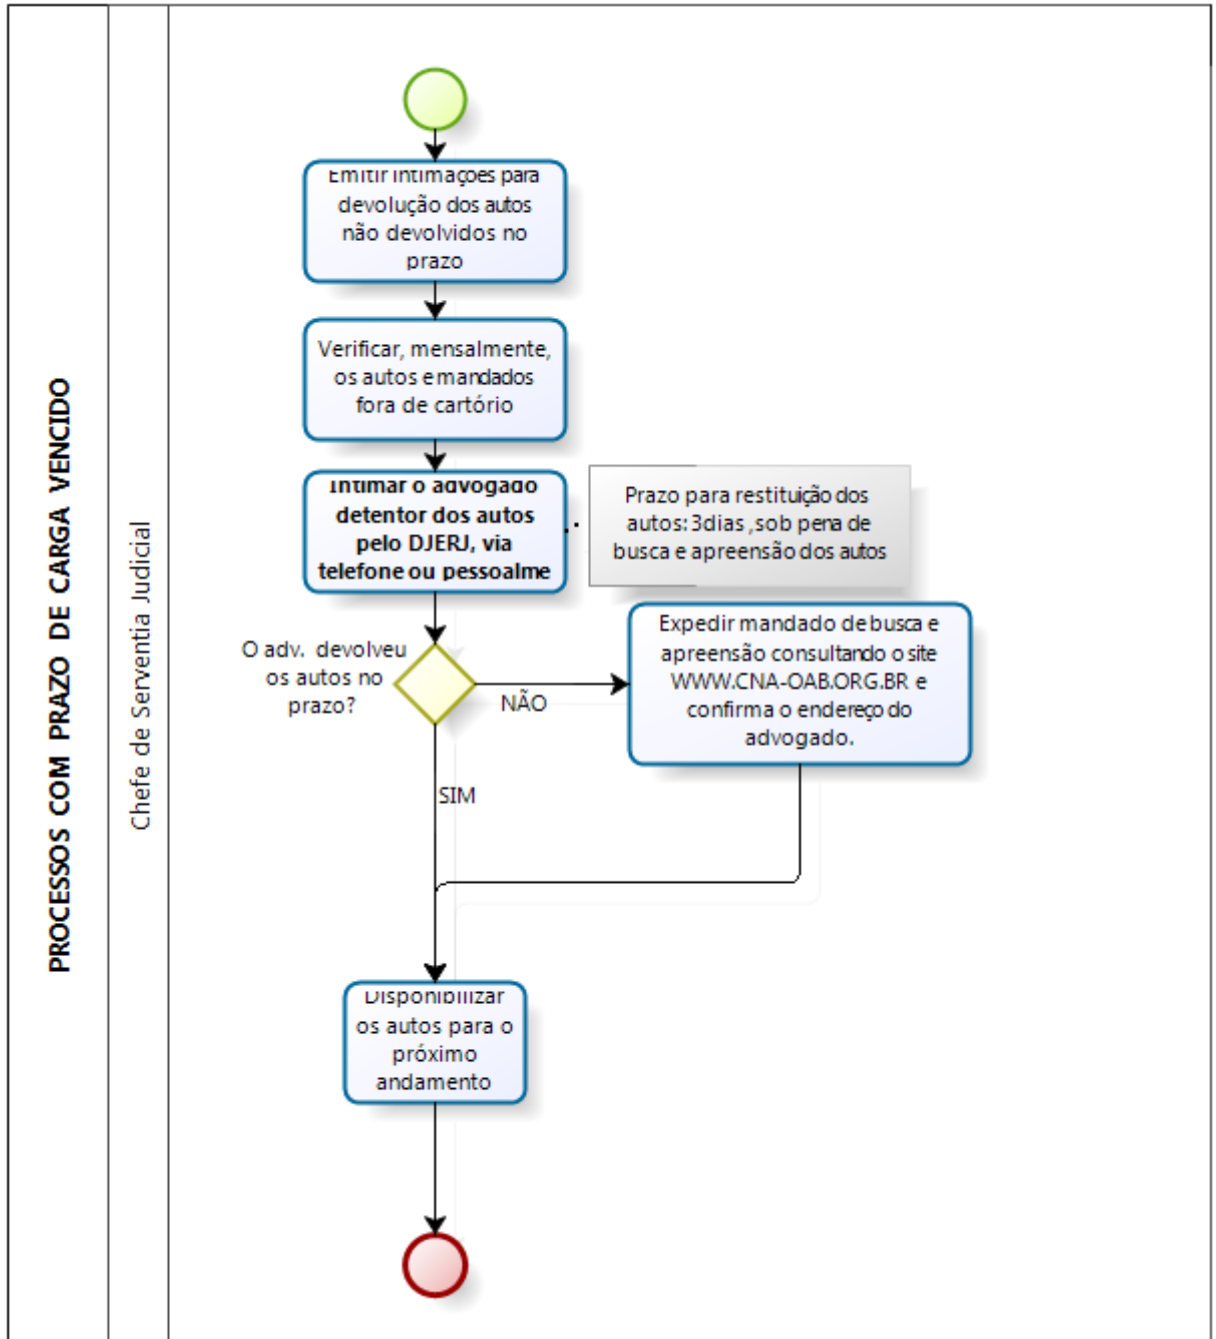 PROCESSOS COM PRAZO DE CARGA VENCIDO
Chefe de Serventia Judicial
Emitir intimações para
devolução dos autos
não devolvidos no
prazo
Verificar, mensalmente,
os autos e mandados
fora de cartório
Intimar o advogado
detentor dos autos
pelo DJERJ, via
telefone ou pessoalme
Prazo para restituição dos
autos: 3dias ,sob pena de
busca e apreensão dos autos
O adv. devolveu
os autos no
prazo?
NÃO
Expedir mandado de busca e
apreensão consultando o site
WWW.CNA-OAB.ORG.BR e
confirma o endereço do
advogado.
SIM
Disponibilizar
os autos para o
próximo
andamento